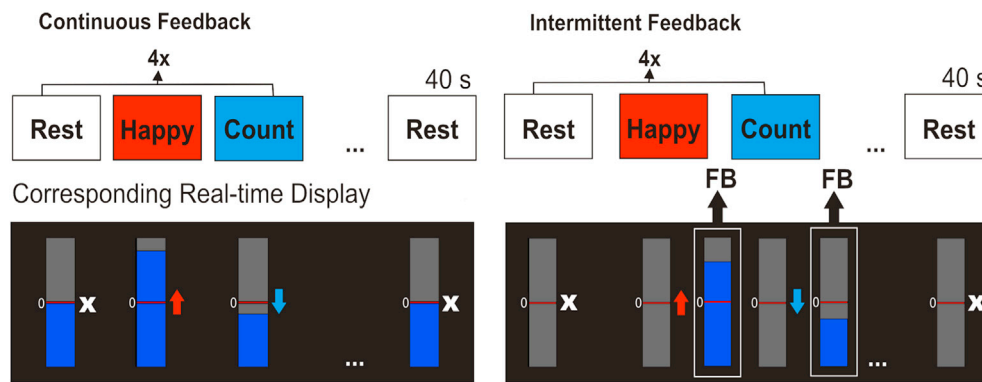 Continuous Feedback
4x
40 s
Rest
Happy
Count
...
Rest
Corresponding Real-time Display
0
X
0
0
...
0
X
Intermittent Feedback
4x
40 s
Rest
Happy
Count
...
Rest
FB
FB
0
X
0
0
0
0
...
0
X